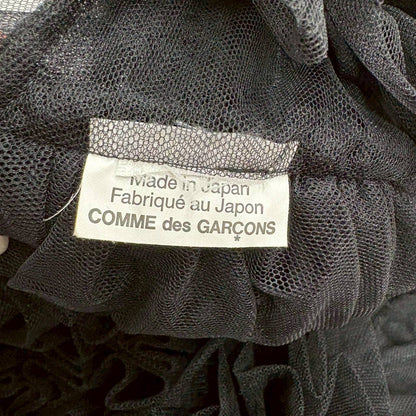 Made in Japan
Fabriqué au Japon
COMME des GARÇONS